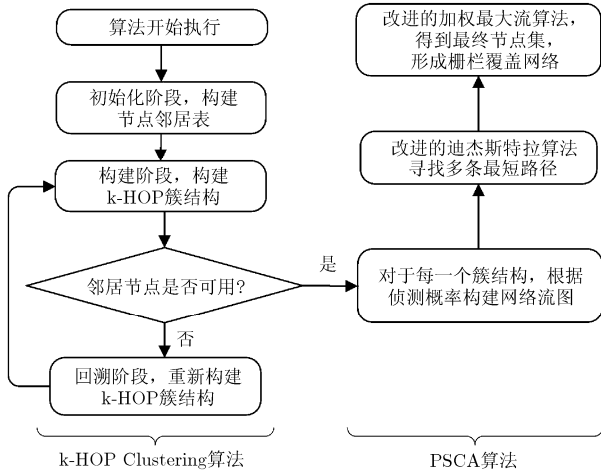 算法开始执行
初始化阶段，构建
节点邻居表
构建阶段，构建
k-HOP簇结构
邻居节点是否可用?
是
否
回溯阶段，重新构建
k-HOP簇结构
k-HOP Clustering算法
改进的加权最大流算法，
得到最终节点集，
形成栅栏覆盖网络
改进的迪杰斯特拉算法
寻找多条最短路径
对于每一个簇结构，根据
侦测概率构建网络流图
PSCA算法